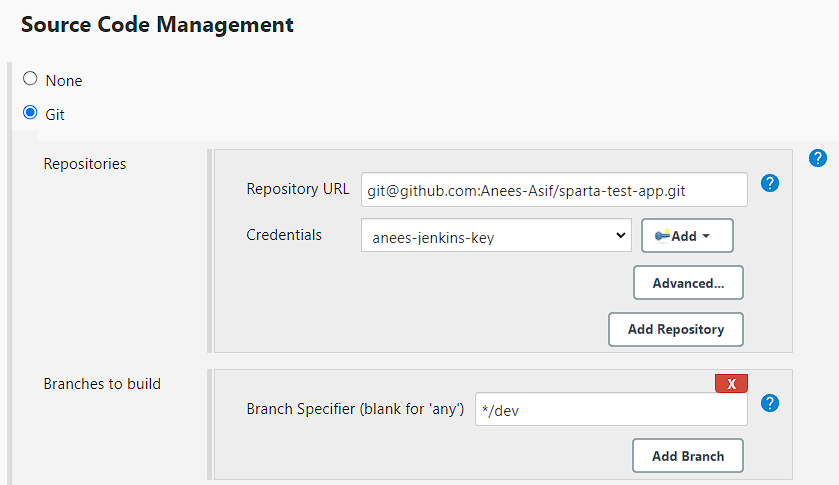 Source Code Management
None
Git
Repositories
?
Repository URL git@github.com:Anees-Asif/sparta-test-app.git ?
Credentials anees-jenkins-key Add
Advanced...
Add Repository
Branches to build
X
Branch Specifier (blank for 'any') */dev ?
Add Branch